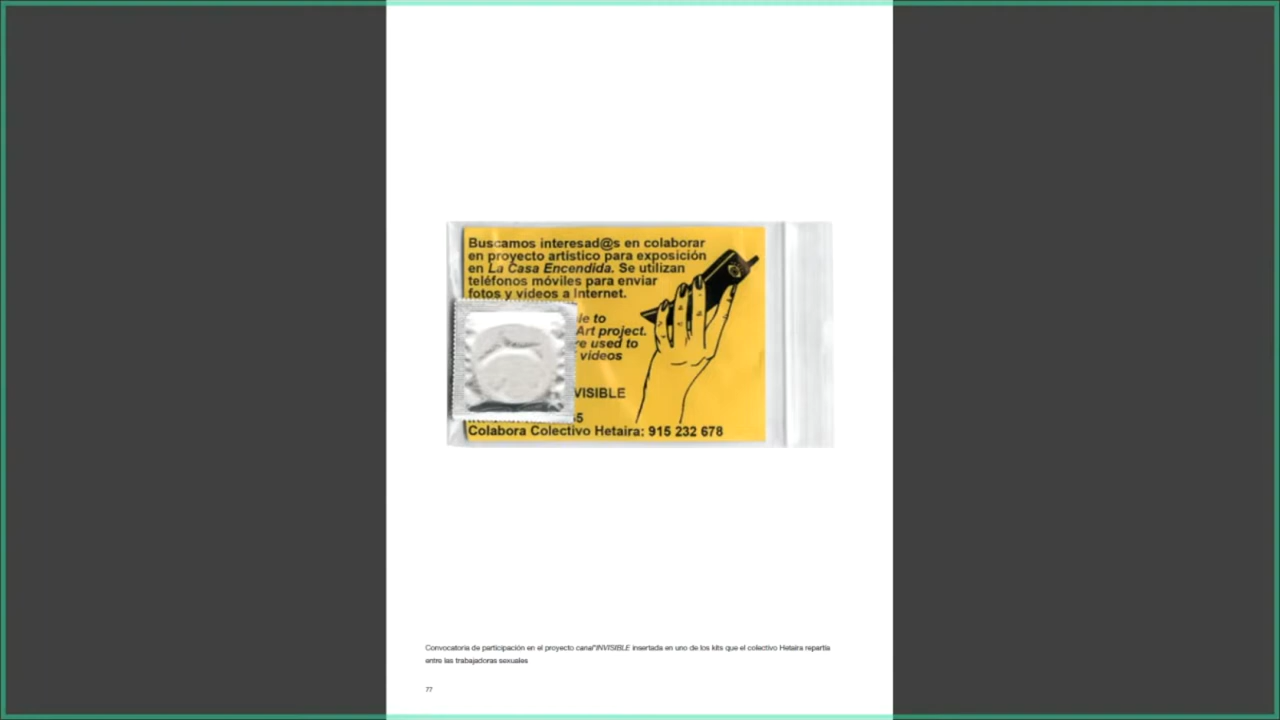 Buscamos interesad@s en colaborar
en proyecto artístico para exposición
en La Casa Encendida. Se utilizan
teléfonos móviles para enviar
fotos y videos a Internet.
le to
Art project.
re used to
videos
VISIBLE
5
Colabora Colectivo Hetaira: 915 232 678
Convocatoria de participación en el proyecto canal*INVISIBLE insertada en uno de los kits que el colectivo Hetaira repartía
entre las trabajadoras sexuales
77